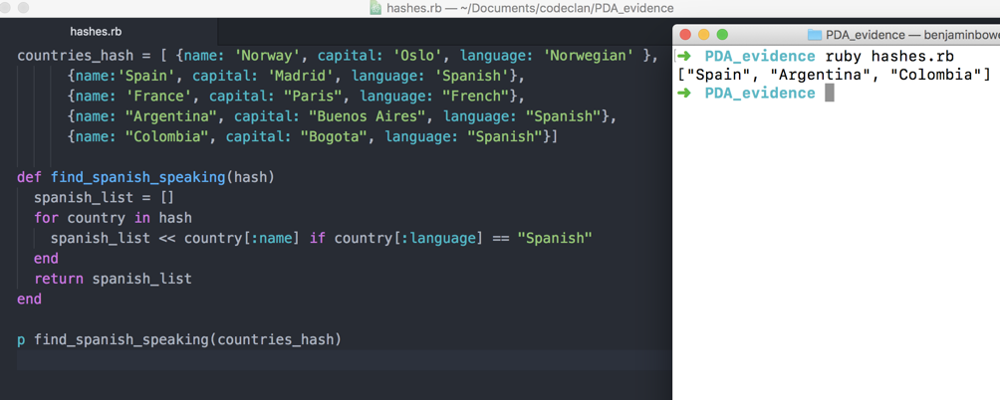 hashes.rb — ~/Documents/codeclan/PDA_evidence
hashes.rb
countries_hash = [ {name: 'Norway', capital: 'Oslo', language: 'Norwegian' },
{name:'Spain', capital: 'Madrid', language: 'Spanish'},
{name: 'France', capital: "Paris", language: "French"},
{name: "Argentina", capital: "Buenos Aires", language: "Spanish"},
{name: "Colombia", capital: "Bogota", language: "Spanish"}]
def find_spanish_speaking(hash)
spanish_list = []
for country in hash
spanish_list << country[:name] if country[:language] == "Spanish"
end
return spanish_list
end
p find_spanish_speaking(countries_hash)
PDA_evidence — benjaminbowe
➜ PDA_evidence ruby hashes.rb
["Spain", "Argentina", "Colombia"]
➜ PDA_evidence